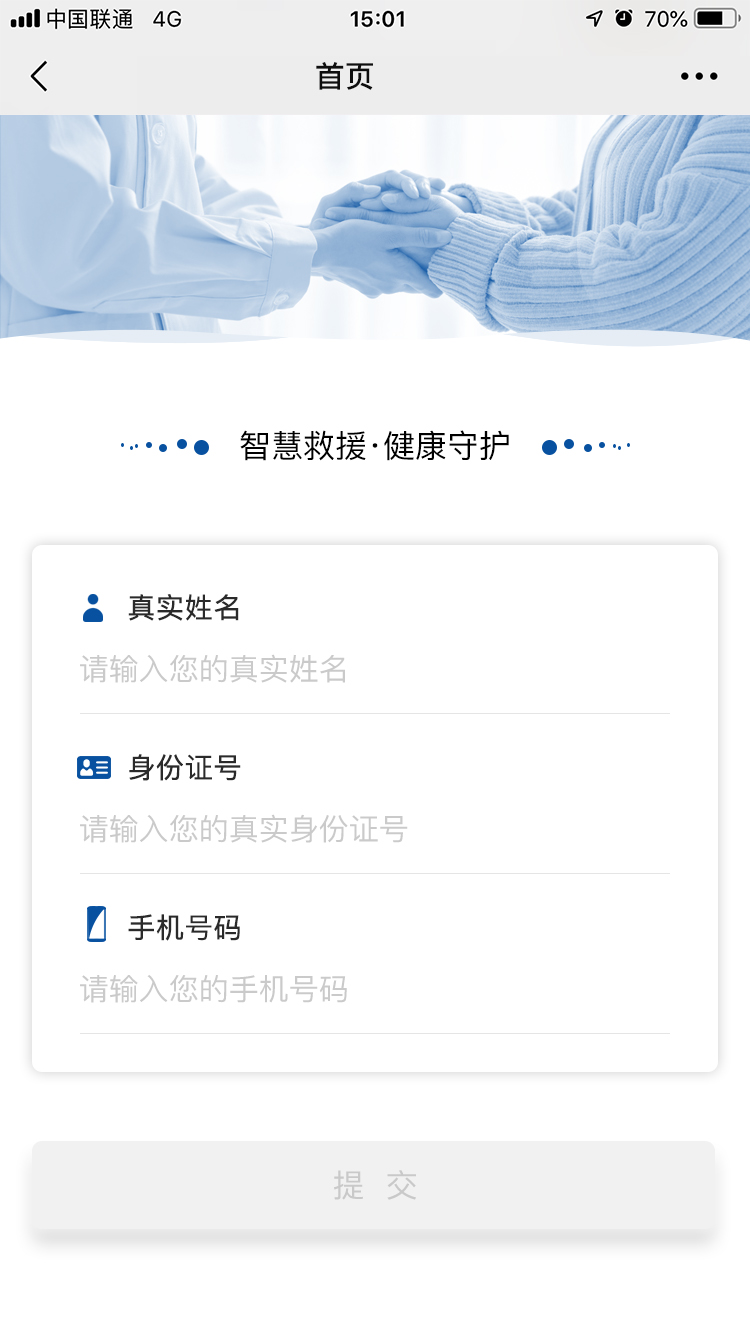 中国联通 4G 15:01 70%
首页
智慧救援·健康守护
真实姓名
请输入您的真实姓名
身份证号
请输入您的真实身份证号
手机号码
请输入您的手机号码
提 交